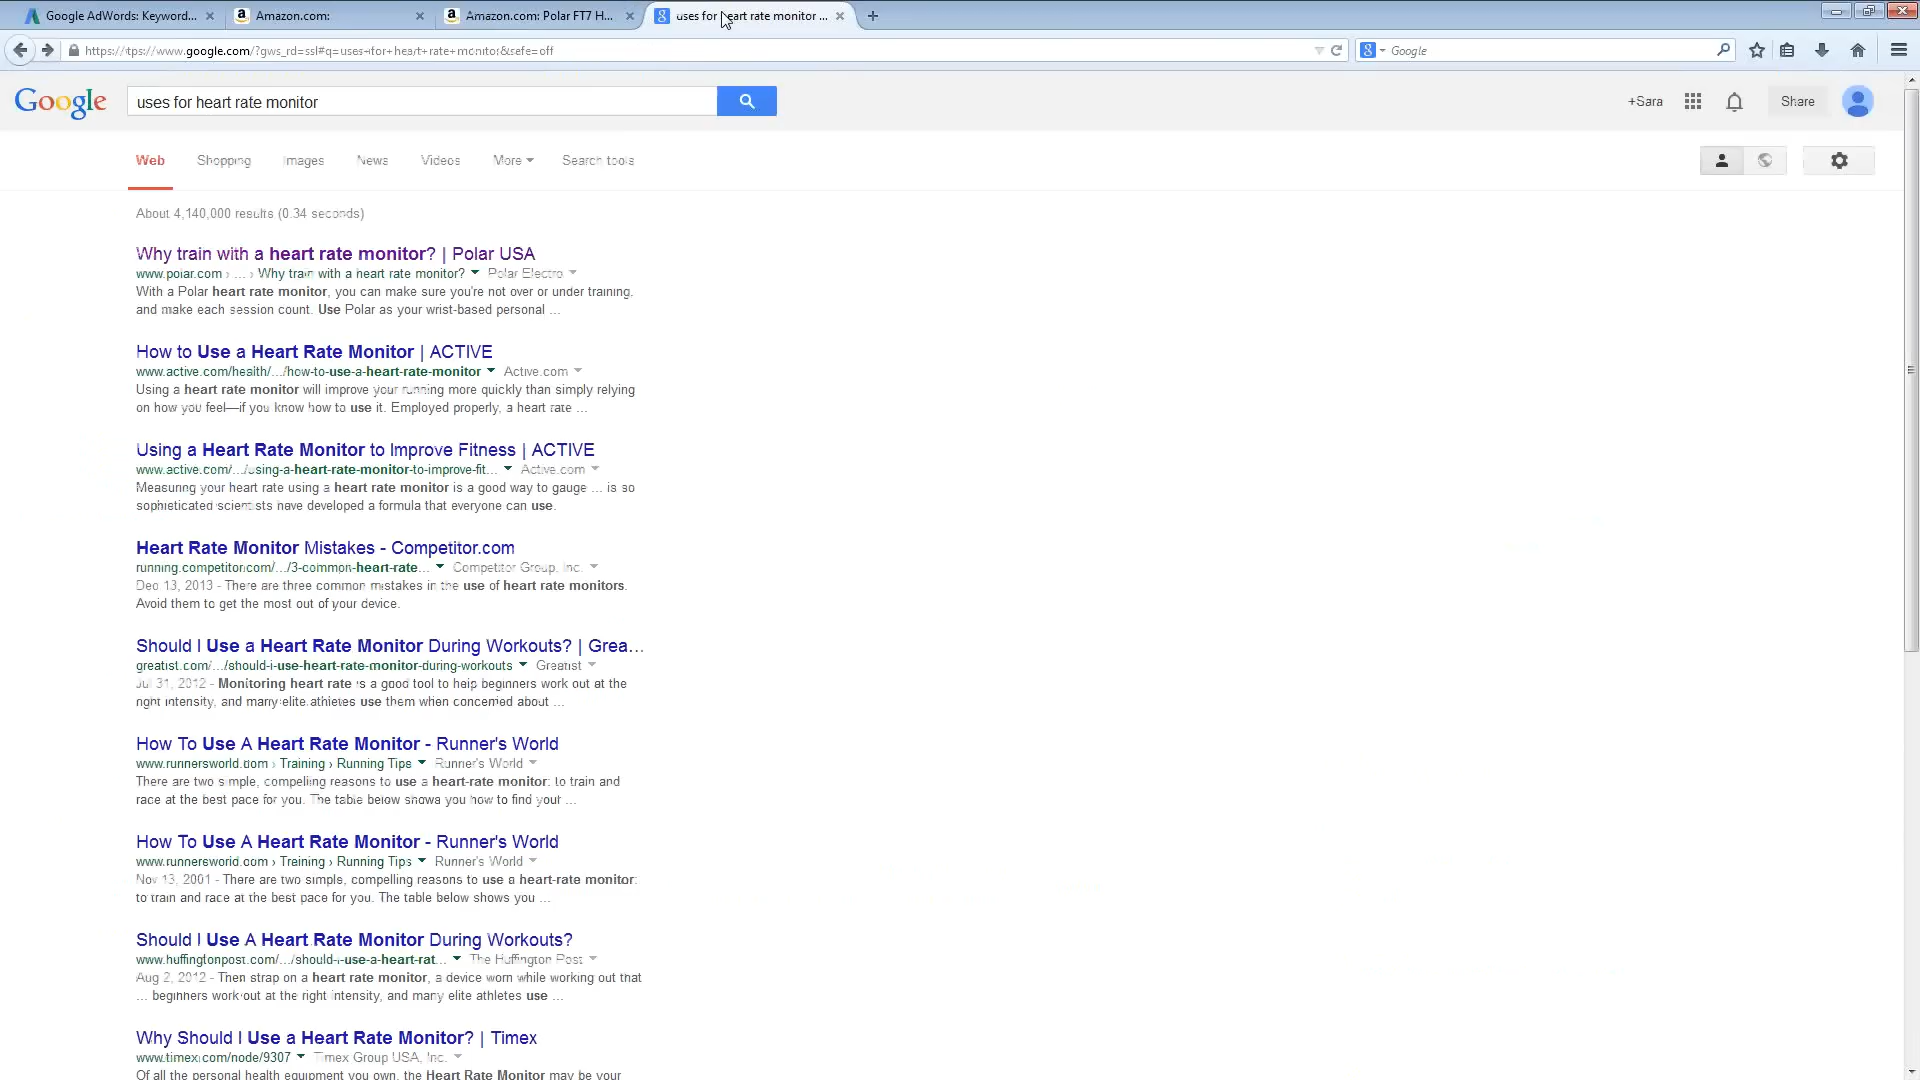 Google AdWords: Keyword... Amazon.com: Amazon.com: Polar FT7 H... uses for heart rate monitor ...
www.google.com/?gws_rd=ssl#q=uses+for+heart+rate+monitor&safe=off Google
Google uses for heart rate monitor +Sara Share
Web Shopping Images News Videos More Search tools
About 4,140,000 results (0.34 seconds)
Why train with a heart rate monitor? | Polar USA
www.polar.com › ... › Why train with a heart rate monitor? Polar Electro
With a Polar heart rate monitor, you can make sure you're not over or under training,
and make each session count. Use Polar as your wrist-based personal ...
How to Use a Heart Rate Monitor | ACTIVE
www.active.com/health/.../how-to-use-a-heart-rate-monitor Active.com
Using a heart rate monitor will improve your running more quickly than simply relying
on how you feel—if you know how to use it. Employed properly, a heart rate ...
Using a Heart Rate Monitor to Improve Fitness | ACTIVE
www.active.com/.../using-a-heart-rate-monitor-to-improve-fit... Active.com
Measuring your heart rate using a heart rate monitor is a good way to gauge ... is so
sophisticated scientists have developed a formula that everyone can use.
Heart Rate Monitor Mistakes - Competitor.com
running.competitor.com/.../3-common-heart-rate... Competitor Group, Inc.
Dec 13, 2013 - There are three common mistakes in the use of heart rate monitors.
Avoid them to get the most out of your device.
Should I Use a Heart Rate Monitor During Workouts? | Grea...
greatist.com/.../should-i-use-heart-rate-monitor-during-workouts Greatist
Jul 31, 2012 - Monitoring heart rate is a good tool to help beginners work out at the
right intensity, and many elite athletes use them when concerned about ...
How To Use A Heart Rate Monitor - Runner's World
www.runnersworld.com › Training › Running Tips Runner's World
There are two simple, compelling reasons to use a heart-rate monitor: to train and
race at the best pace for you. The table below shows you how to find your ...
How To Use A Heart Rate Monitor - Runner's World
www.runnersworld.com › Training › Running Tips Runner's World
Nov 13, 2001 - There are two simple, compelling reasons to use a heart-rate monitor:
to train and race at the best pace for you. The table below shows you ...
Should I Use A Heart Rate Monitor During Workouts?
www.huffingtonpost.com/.../should-i-use-a-heart-rat... The Huffington Post
Aug 2, 2012 - Then strap on a heart rate monitor, a device worn while working out that
... beginners work out at the right intensity, and many elite athletes use ...
Why Should I Use a Heart Rate Monitor? | Timex
www.timex.com/node/9307 Timex Group USA, Inc.
Of all the personal health equipment you own, the Heart Rate Monitor may be your